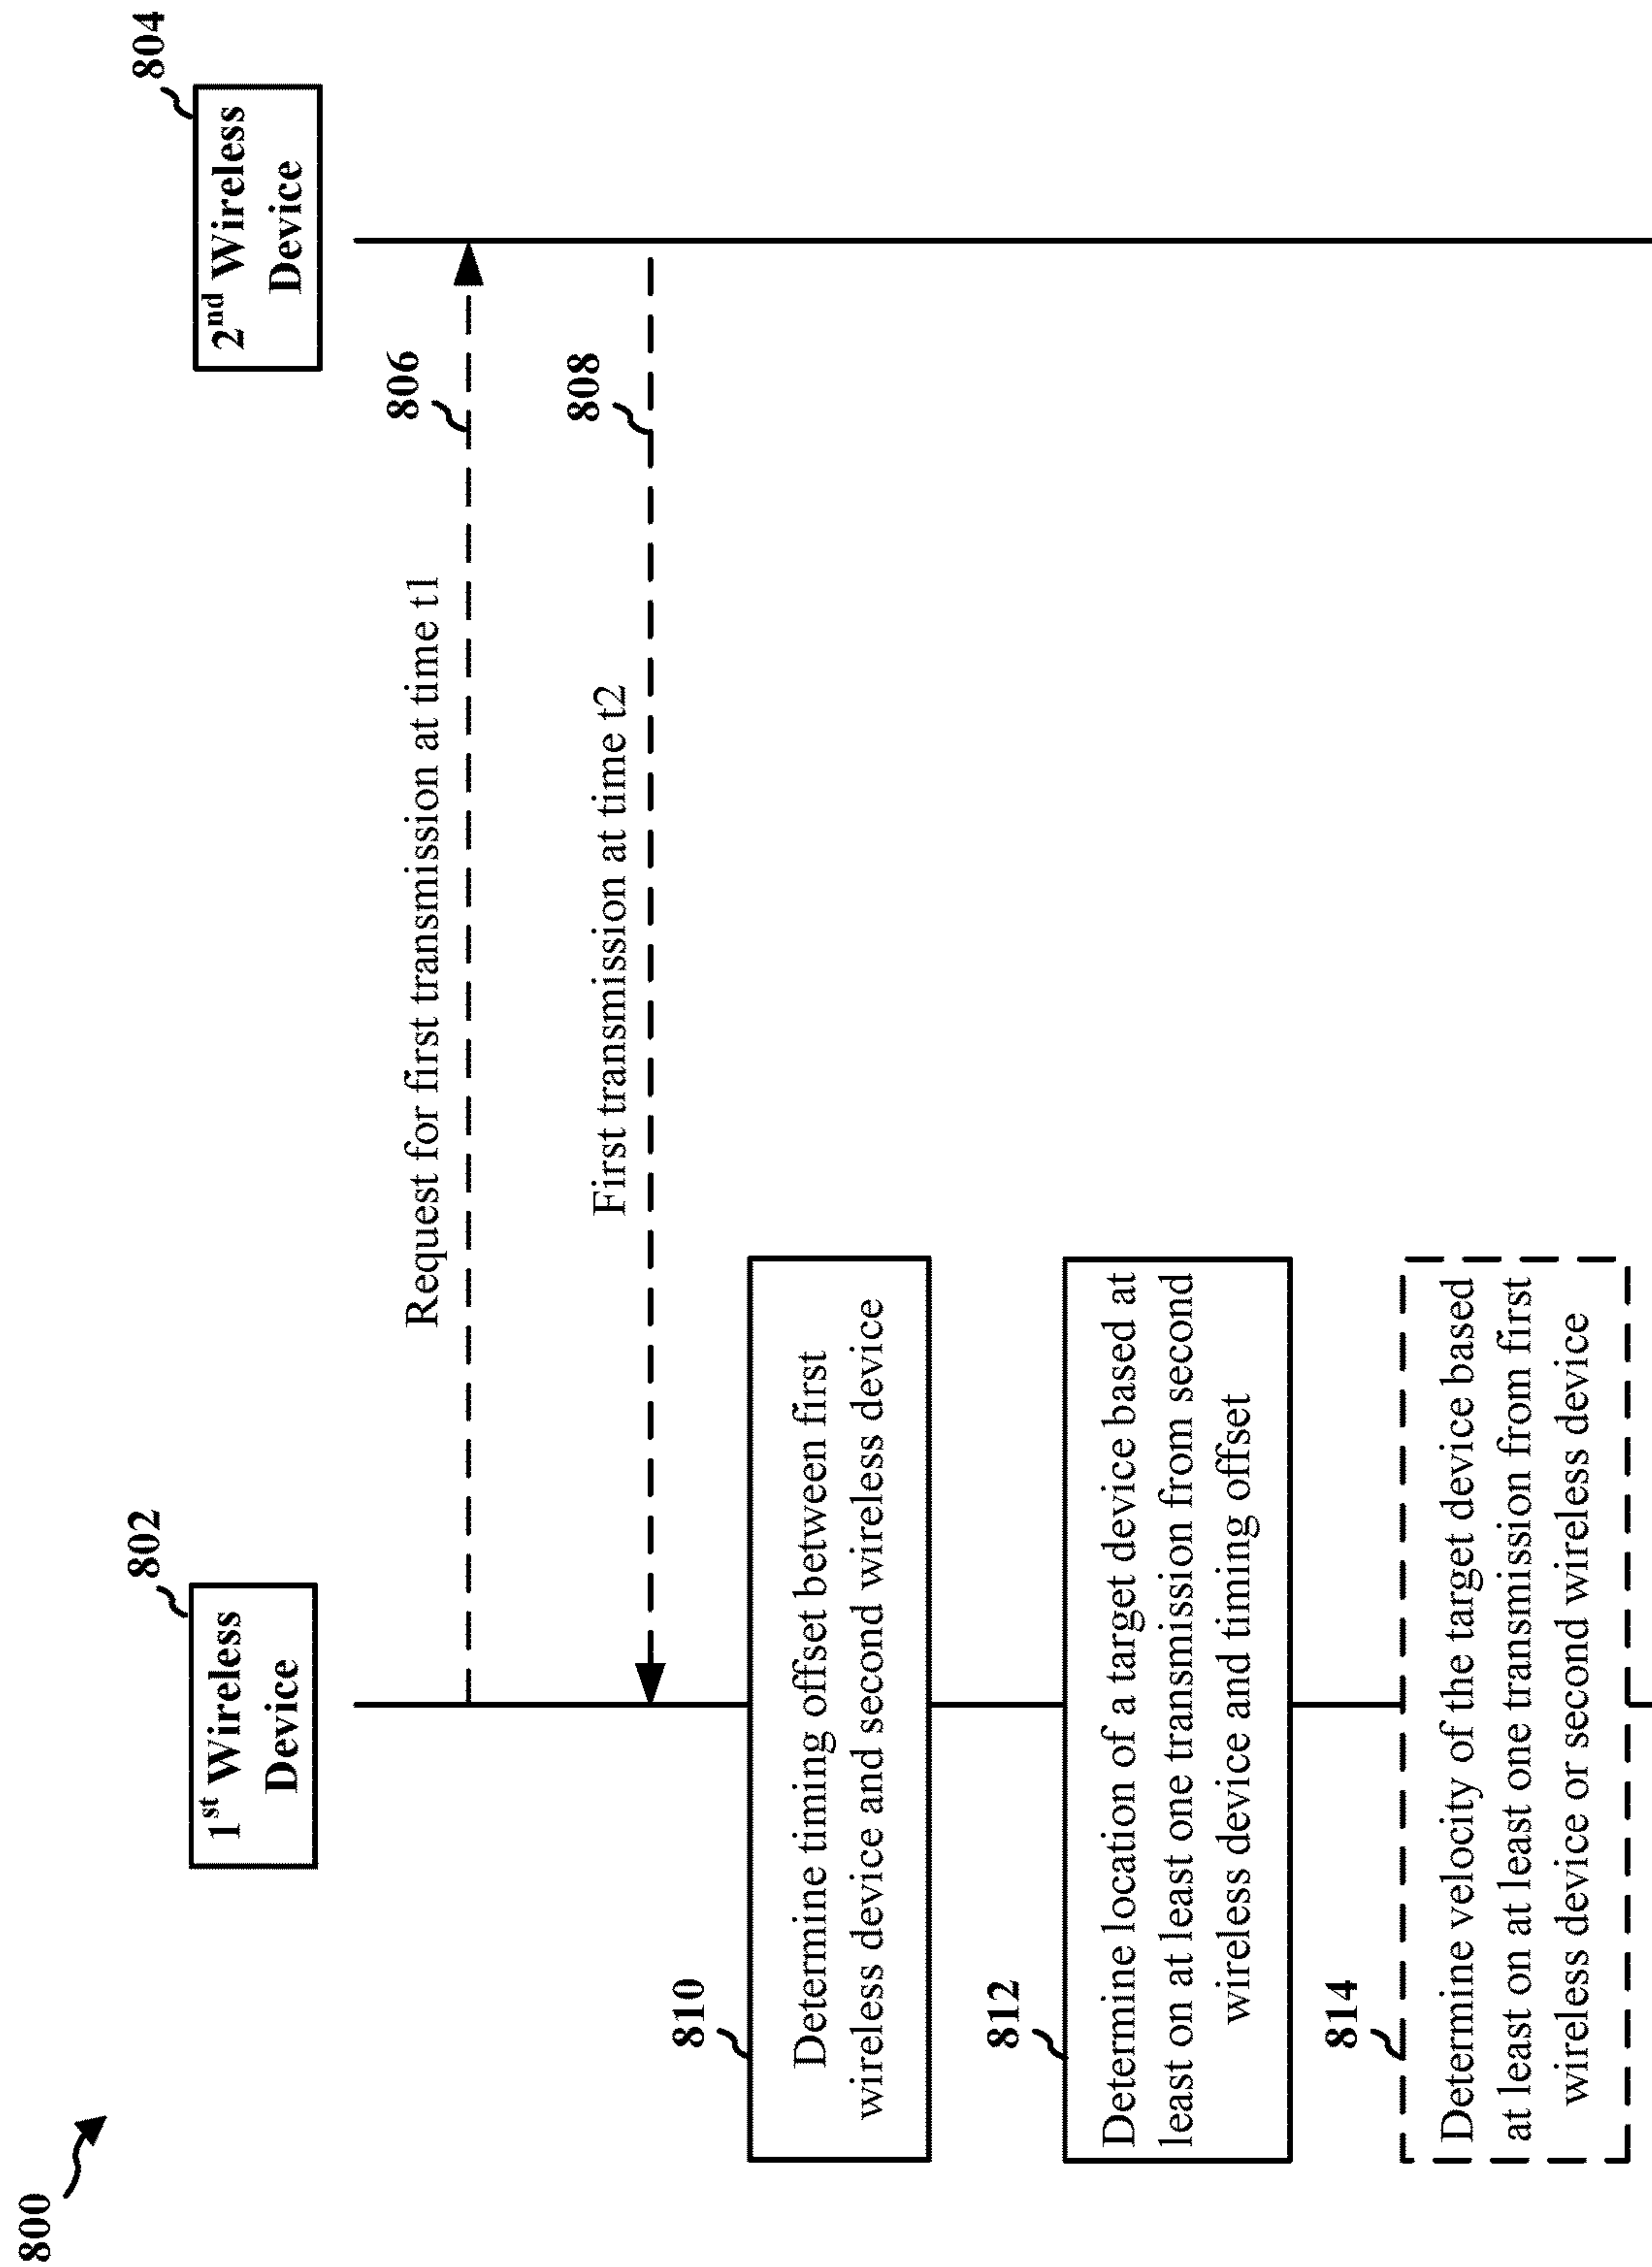 800
802
804
1st Wireless
Device
2nd Wireless
Device
Request for first transmission at time t1
806
First transmission at time t2
808
810
Determine timing offset between first
wireless device and second wireless device
812
Determine location of a target device based at
least on at least one transmission from second
wireless device and timing offset
814
Determine velocity of the target device based
at least on at least one transmission from first
wireless device or second wireless device